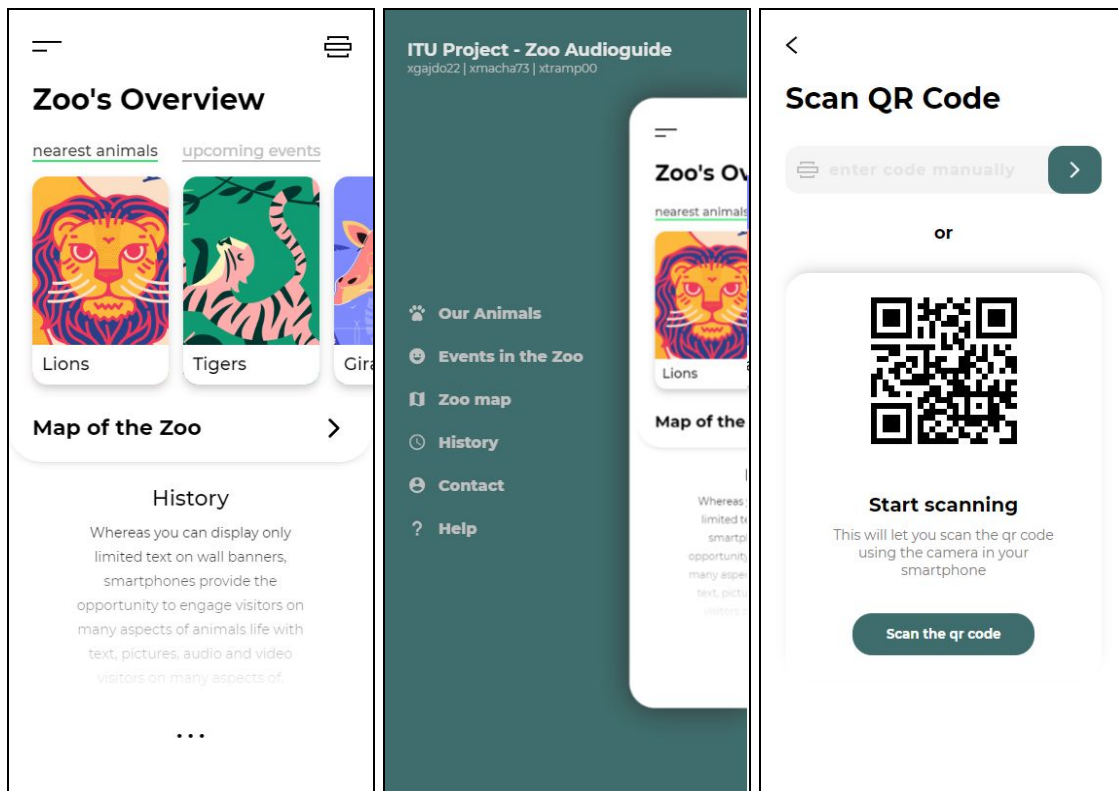 Zoo's Overview
nearest animals upcoming events
Lions Tigers Gira
Map of the Zoo
History
Whereas you can display only
limited text on wall banners,
smartphones provide the
opportunity to engage visitors on
many aspects of animals life with
text, pictures, audio and video
visitors on many aspects of.
...
ITU Project - Zoo Audioguide
xgajdo22 | xmacha73 | xtramp00
Our Animals
Events in the Zoo
Zoo map
History
Contact
Help
Zoo's Ov
nearest animals
Lions
Map of the
Whereas
limited te
smartp
opportunity
many aspe
text, pictu
visitors o
Scan QR Code
enter code manually
or
Start scanning
This will let you scan the qr code
using the camera in your
smartphone
Scan the qr code